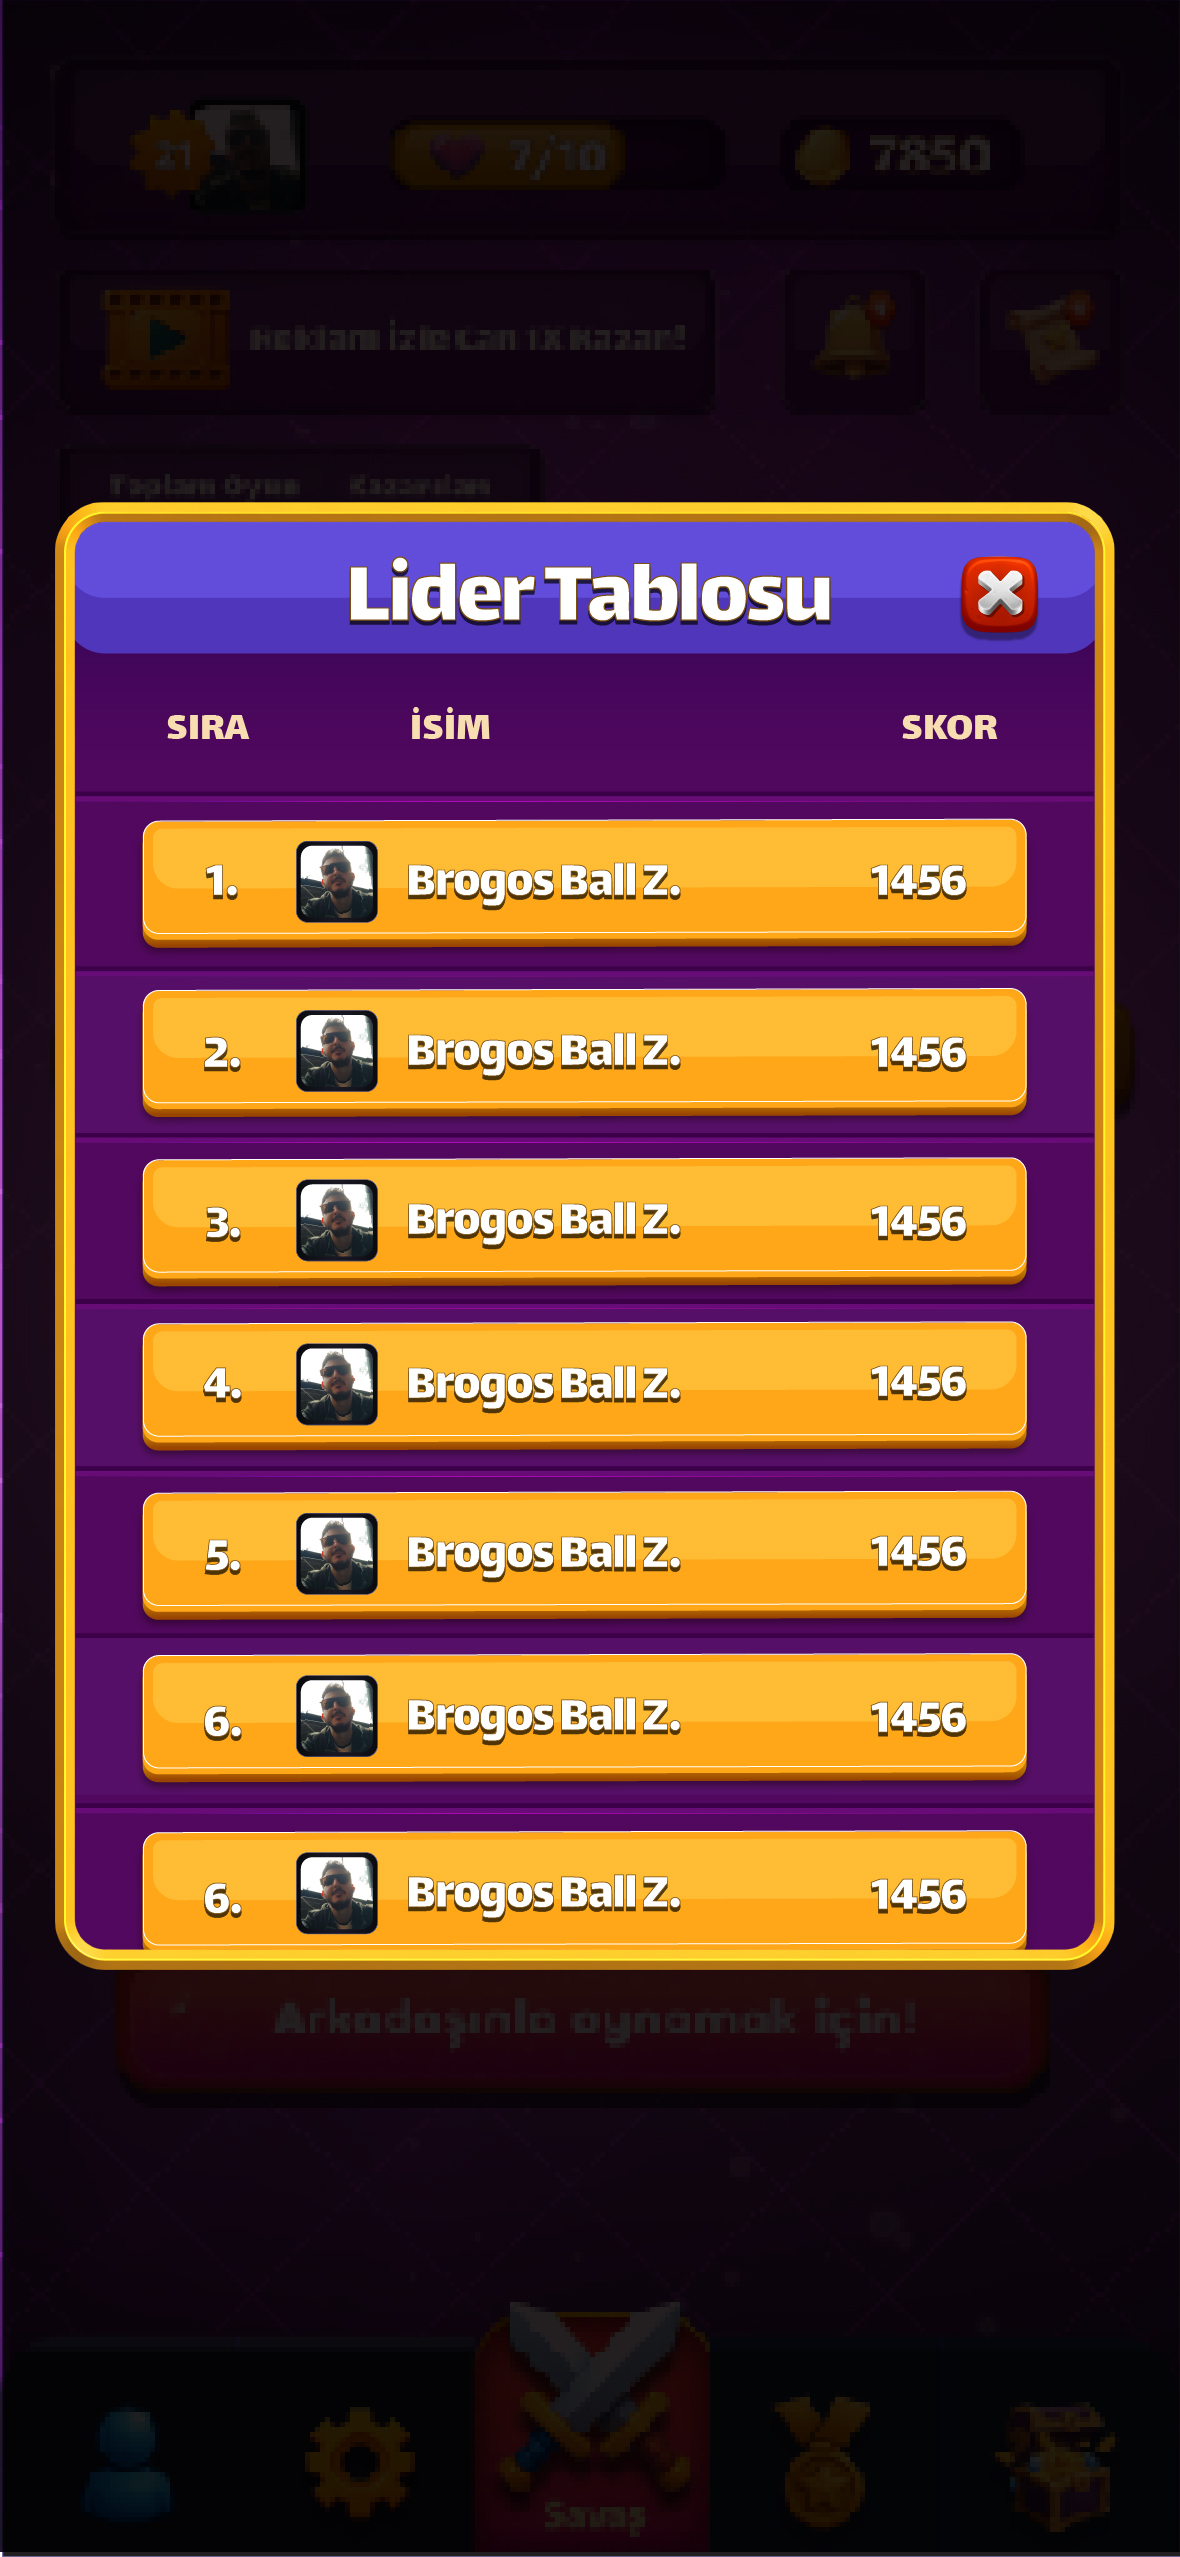 21
7/10
7850
Reklam İzle Can 1X Kazan!
Toplam Oyun Kazanılan
Lider Tablosu
SIRA İSİM SKOR
1. Brogos Ball Z. 1456
2. Brogos Ball Z. 1456
3. Brogos Ball Z. 1456
4. Brogos Ball Z. 1456
5. Brogos Ball Z. 1456
6. Brogos Ball Z. 1456
6. Brogos Ball Z. 1456
Arkadaşınla oynamak için!
Savaş